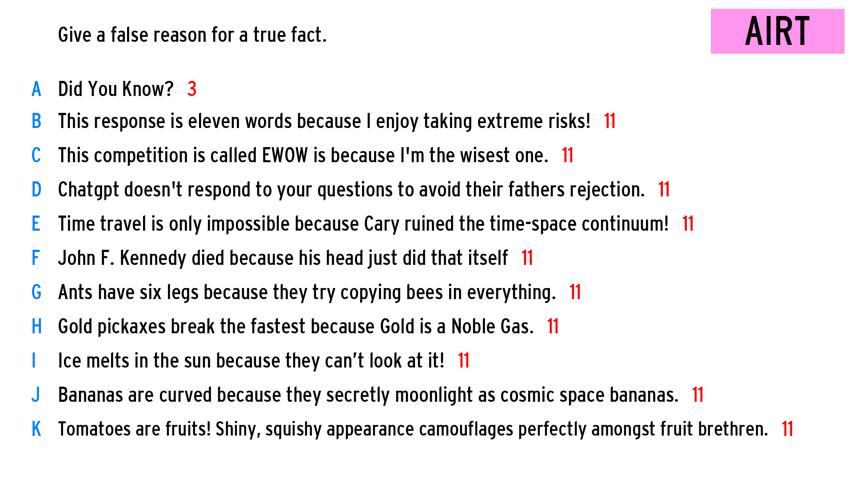 Give a false reason for a true fact.
AIRT
A Did You Know? 3
B This response is eleven words because I enjoy taking extreme risks! 11
C This competition is called EWOW is because I'm the wisest one. 11
D Chatgpt doesn't respond to your questions to avoid their fathers rejection. 11
E Time travel is only impossible because Cary ruined the time-space continuum! 11
F John F. Kennedy died because his head just did that itself 11
G Ants have six legs because they try copying bees in everything. 11
H Gold pickaxes break the fastest because Gold is a Noble Gas. 11
I Ice melts in the sun because they can’t look at it! 11
J Bananas are curved because they secretly moonlight as cosmic space bananas. 11
K Tomatoes are fruits! Shiny, squishy appearance camouflages perfectly amongst fruit brethren. 11